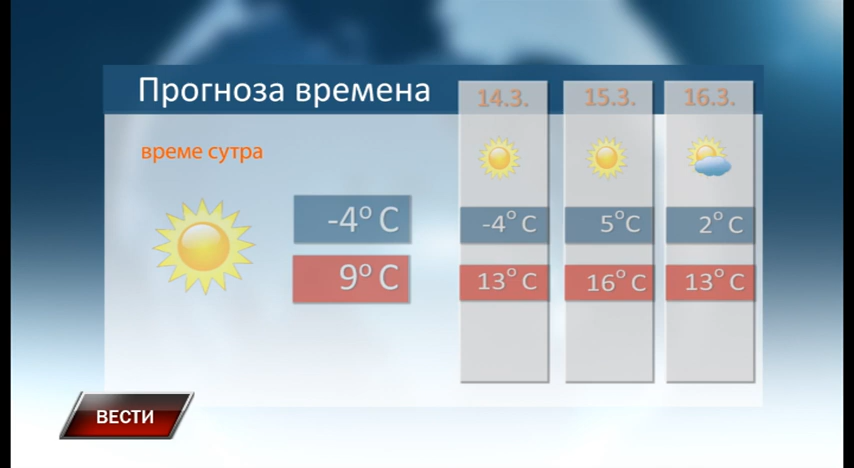 Прогноза времена
време сутра
-4° C
9° C
14.3.
15.3.
16.3.
-4° C
5°C
2° C
13° C
16° C
13° C
ВЕСТИ